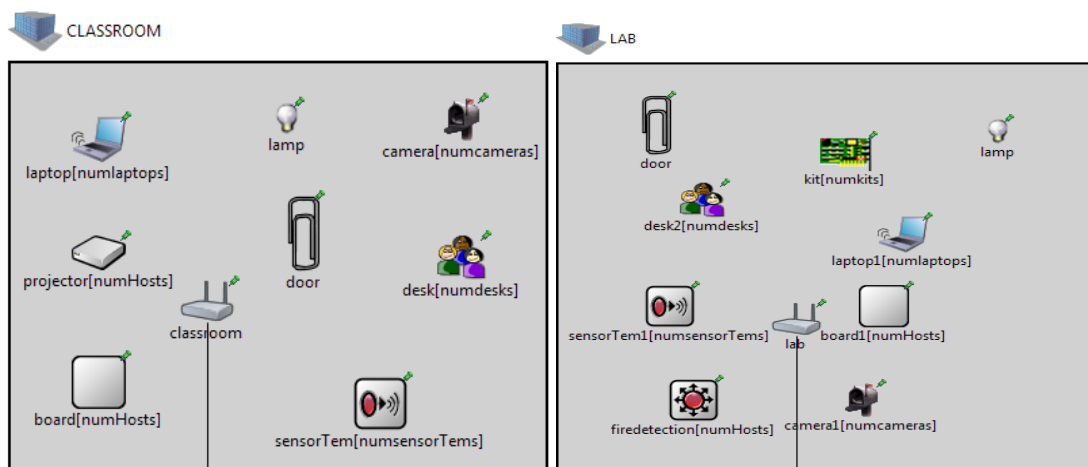 CLASSROOM
laptop[numlaptops]
lamp
camera[numcameras]
projector[numHosts]
door
desk[numdesks]
classroom
board[numHosts]
sensorTem[numsensorTems]
LAB
door
kit[numkits]
lamp
desk2[numdesks]
laptop1[numlaptops]
sensorTem1[numsensorTems]
lab
board1[numHosts]
firedetection[numHosts]
camera1[numcameras]